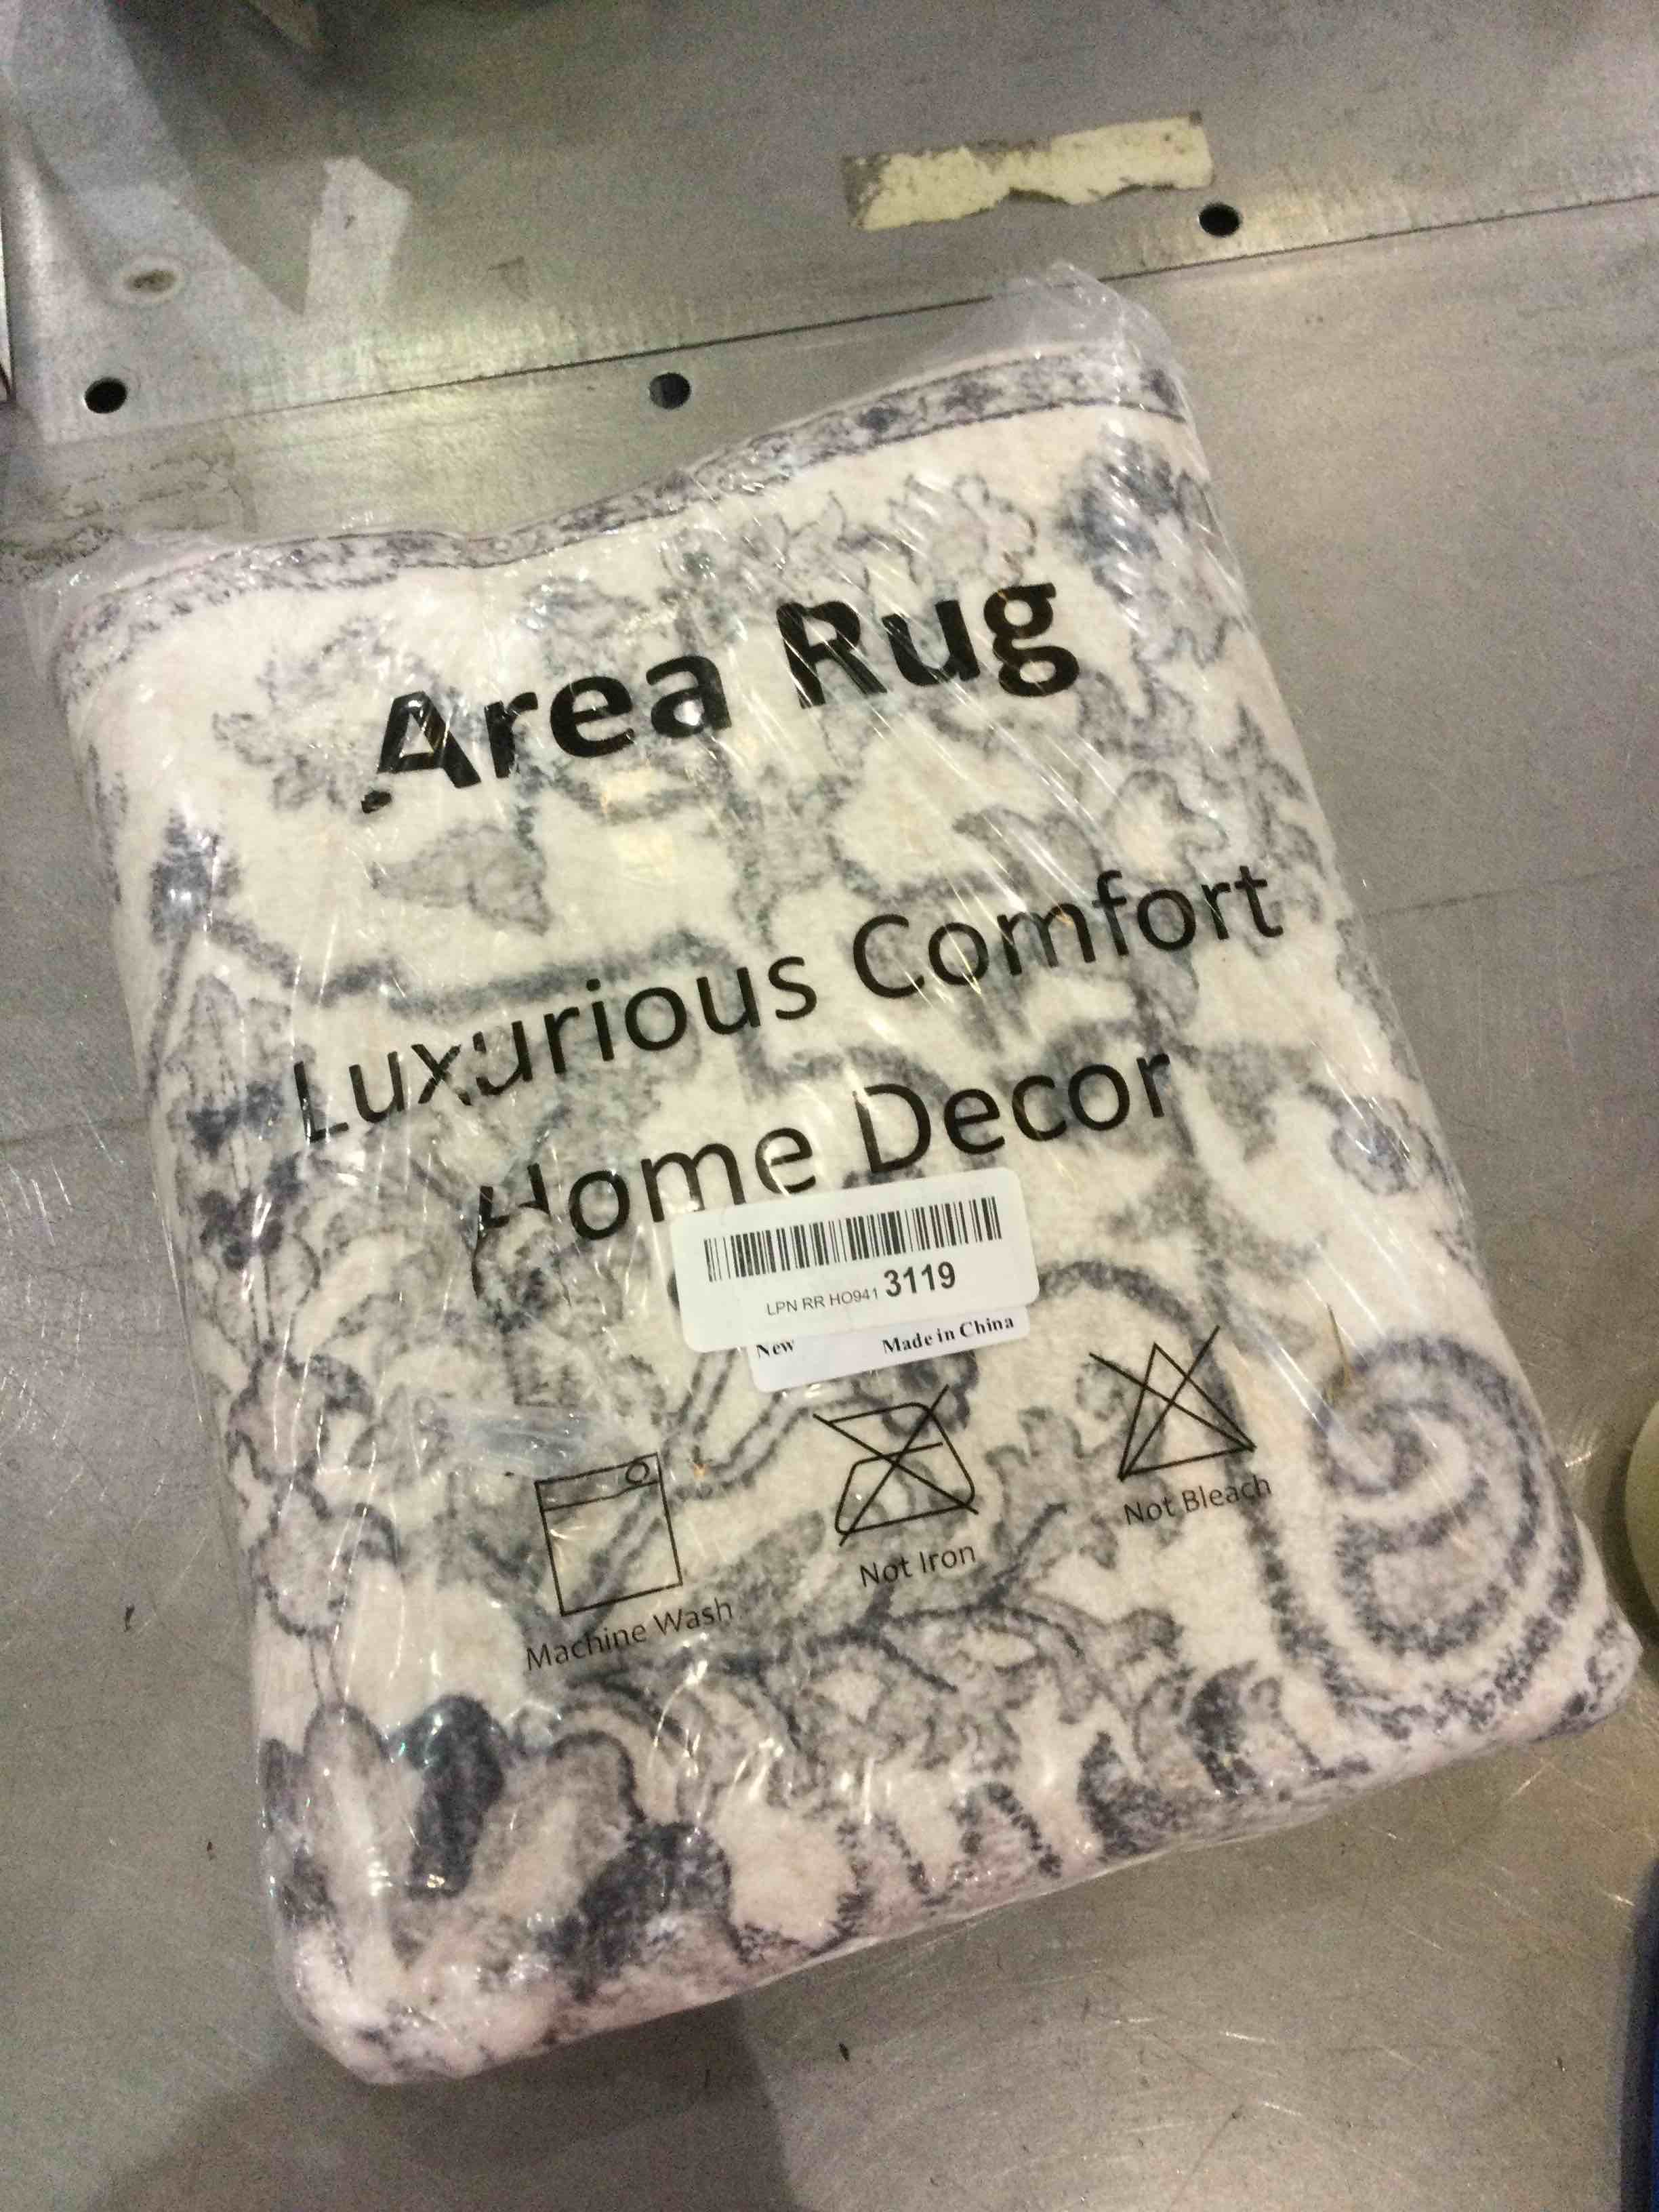 Area Rug
Luxurious Comfort
Home Decor
LPN RR HO941 3119
New Made in China
Machine Wash
Not Iron
Not Bleach